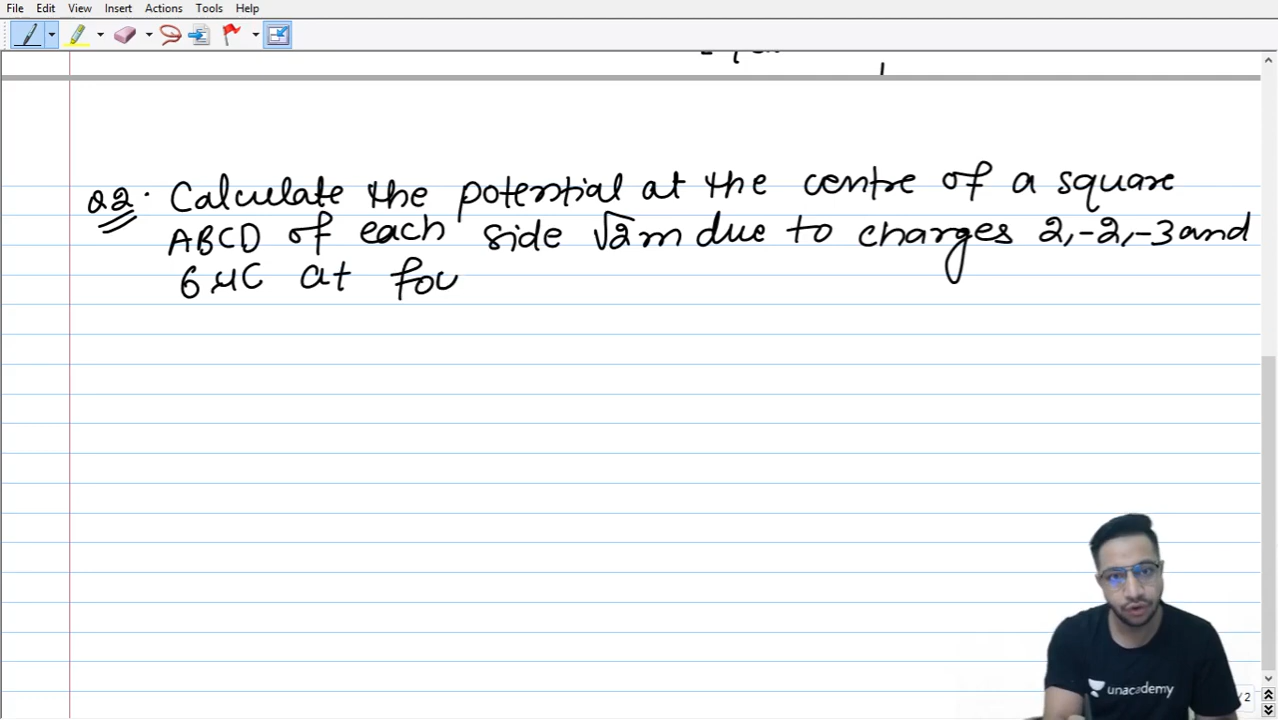 File Edit View Insert Actions Tools Help
Q2. Calculate the potential at the centre of a square
ABCD of each side √2m due to charges 2,-2,-3 and
6 μC at fou
unacademy
/2